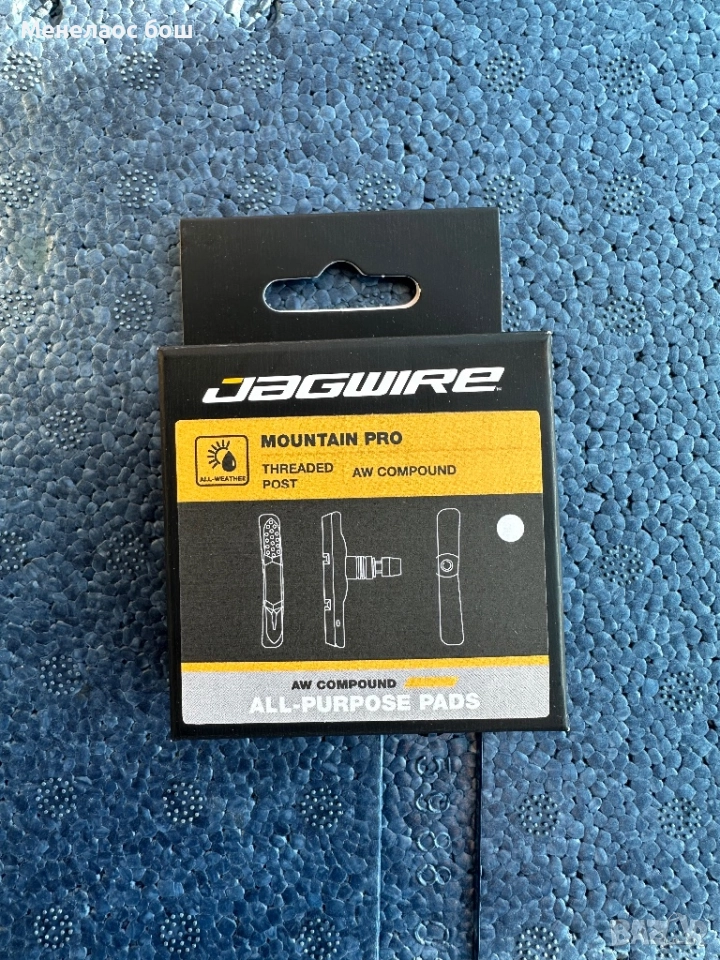 Менелаос бош
JAGWIRE
ALL-WEATHER
MOUNTAIN PRO
THREADED POST
AW COMPOUND
AW COMPOUND
ALL-PURPOSE PADS